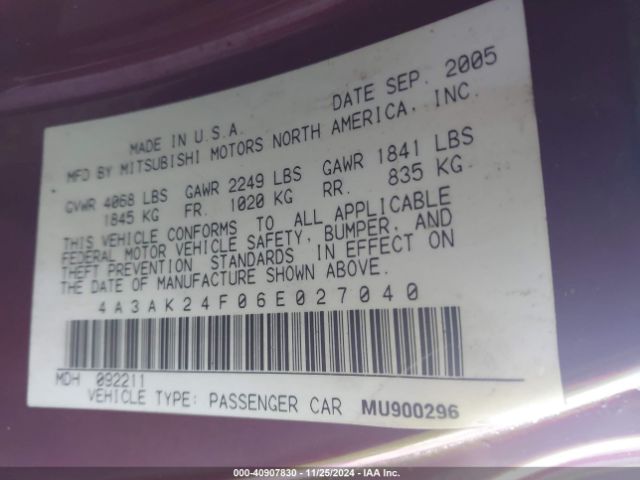 MADE IN U.S.A. DATE SEP. 2005
MFD BY MITSUBISHI MOTORS NORTH AMERICA, INC.
GVWR 4068 LBS GAWR 2249 LBS GAWR 1841 LBS
1845 KG FR. 1020 KG RR. 835 KG
THIS VEHICLE CONFORMS TO ALL APPLICABLE
FEDERAL MOTOR VEHICLE SAFETY, BUMPER, AND
THEFT PREVENTION STANDARDS IN EFFECT ON
THE DATE OF MANUFACTURE SHOWN ABOVE.
4A3AK24F06E027040
MDH 092211
VEHICLE TYPE: PASSENGER CAR MU900296
000-40907830 - 11/25/2024 - IAA Inc.